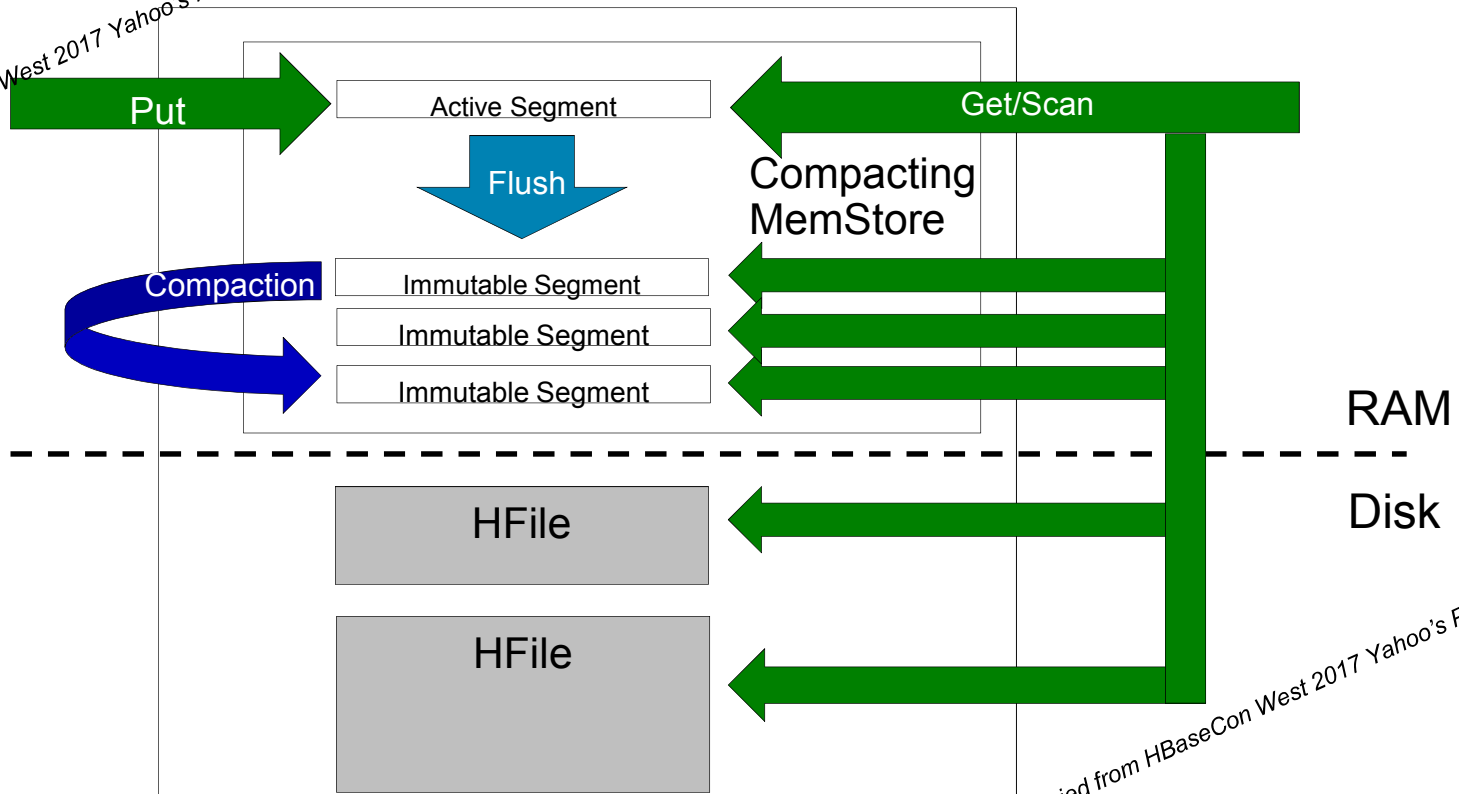 West 2017 Yahoo's
Put
Active Segment
Get/Scan
Flush
Compacting
MemStore
Compaction
Immutable Segment
Immutable Segment
Immutable Segment
RAM
Disk
HFile
HFile
from HBaseCon West 2017 Yahoo's